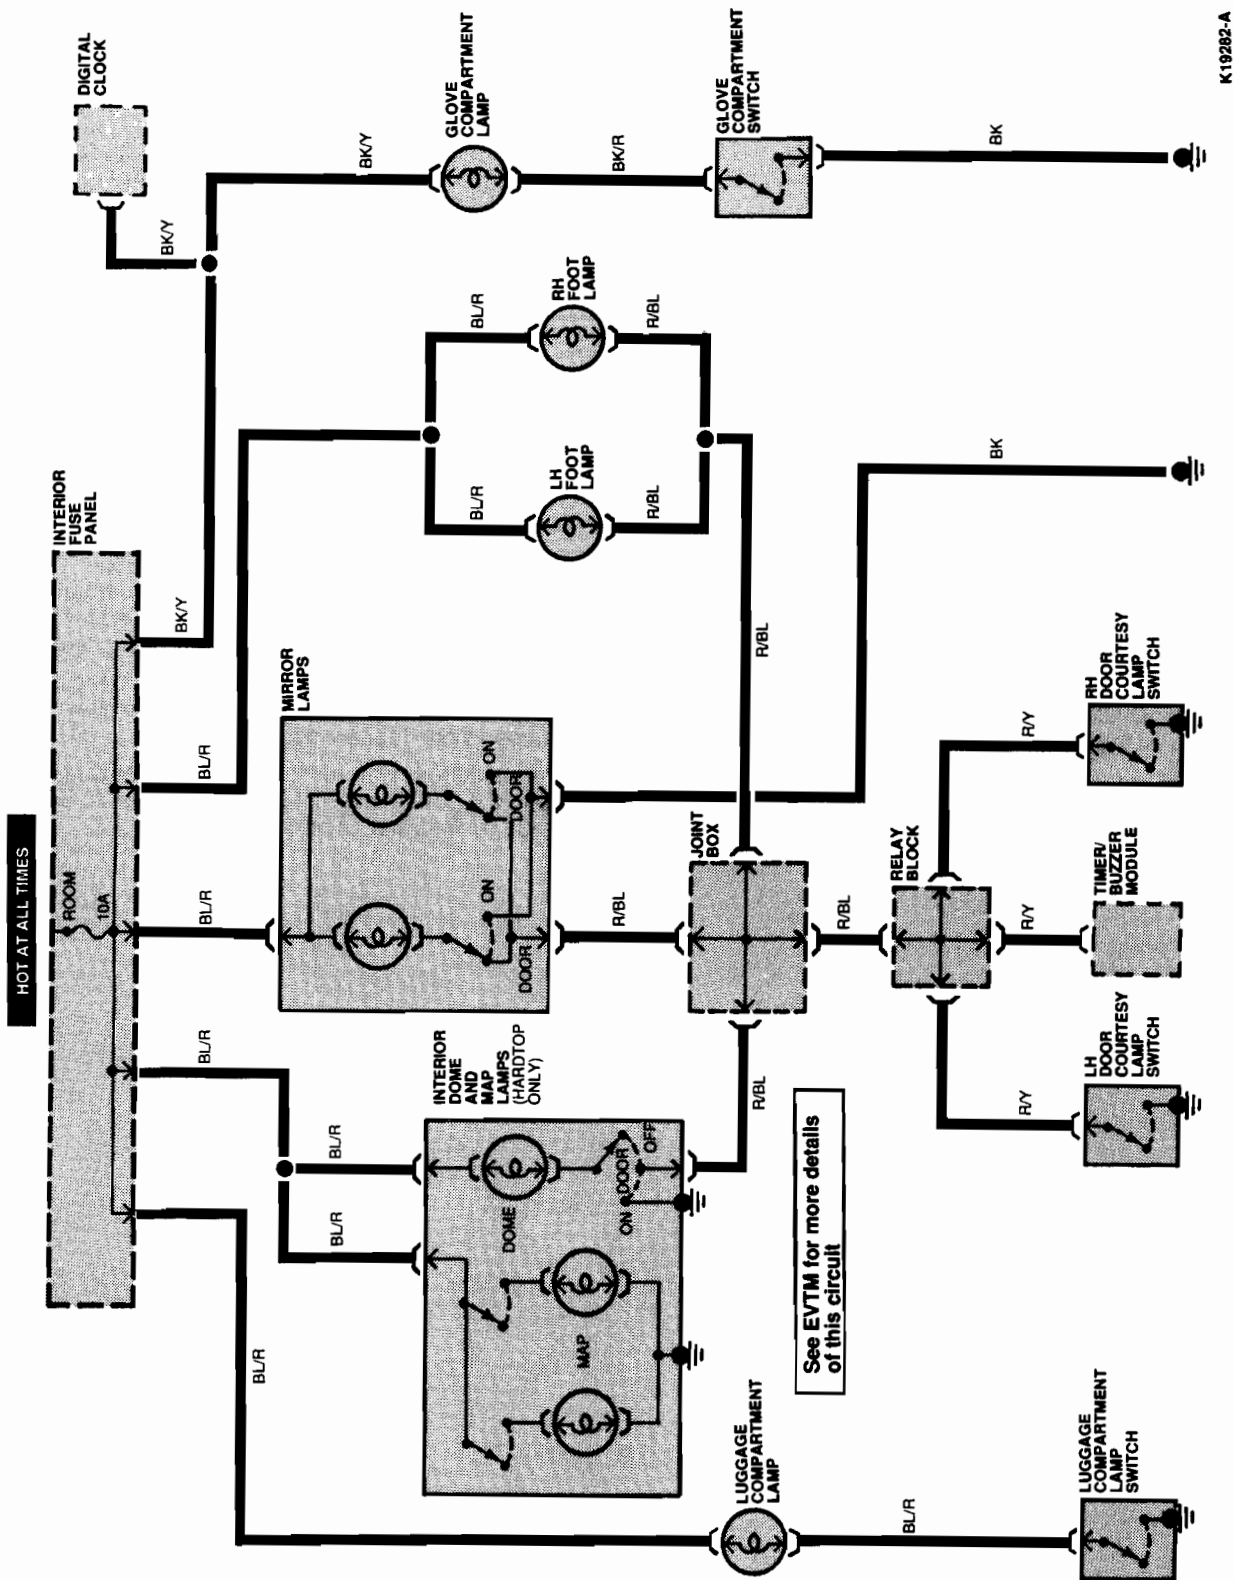 HOT AT ALL TIMES
INTERIOR
FUSE
PANEL
ROOM
10A
DIGITAL
CLOCK
BL/R
BL/R
BL/R
BL/R
BK/Y
BK/Y
BK/Y
BL/R
BL/R
INTERIOR
DOME
AND
MAP
LAMPS
(HARDTOP
ONLY)
DOME
MAP
ON
DOOR
OFF
MIRROR
LAMPS
ON
DOOR
ON
DOOR
BL/R
BL/R
LH
FOOT
LAMP
RH
FOOT
LAMP
R/BL
R/BL
GLOVE
COMPARTMENT
LAMP
BK/R
GLOVE
COMPARTMENT
SWITCH
BK
R/BL
R/BL
R/BL
JOINT
BOX
BK
LUGGAGE
COMPARTMENT
LAMP
BL/R
LUGGAGE
COMPARTMENT
LAMP
SWITCH
See EVTM for more details
of this circuit
R/BL
RELAY
BLOCK
R/Y
R/Y
R/Y
LH
DOOR
COURTESY
LAMP
SWITCH
TIMER/
BUZZER
MODULE
RH
DOOR
COURTESY
LAMP
SWITCH
K19282-A